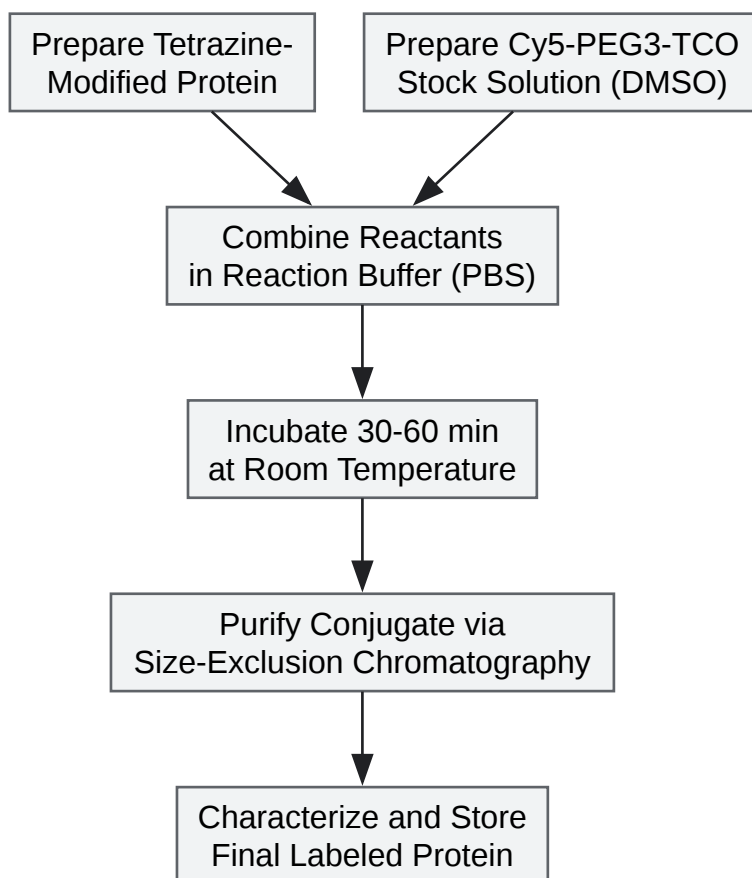 Prepare Tetrazine-
Modified Protein
Prepare Cy5-PEG3-TCO
Stock Solution (DMSO)
Combine Reactants
in Reaction Buffer (PBS)
Incubate 30-60 min
at Room Temperature
Purify Conjugate via
Size-Exclusion Chromatography
Characterize and Store
Final Labeled Protein